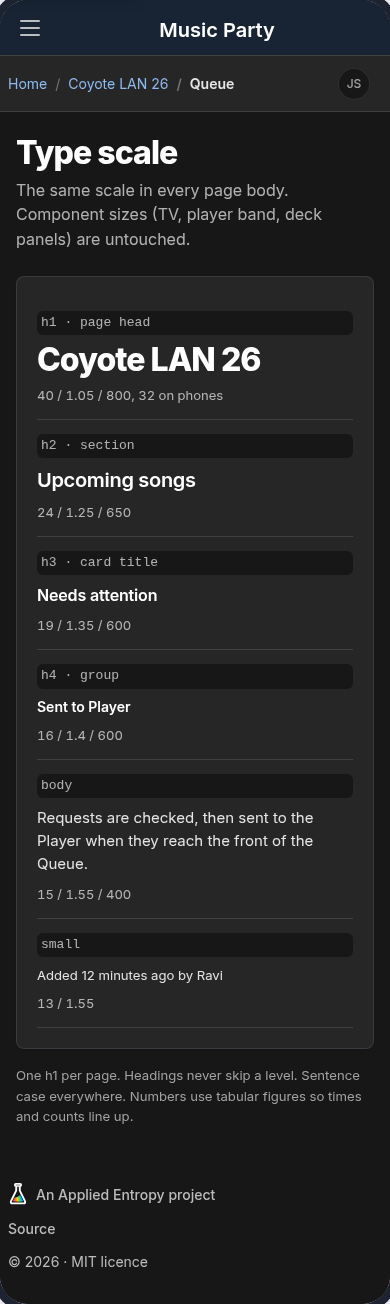 Music Party
Home / Coyote LAN 26 / Queue
JS
Type scale
The same scale in every page body.
Component sizes (TV, player band, deck
panels) are untouched.
h1 · page head
Coyote LAN 26
40 / 1.05 / 800, 32 on phones
h2 · section
Upcoming songs
24 / 1.25 / 650
h3 · card title
Needs attention
19 / 1.35 / 600
h4 · group
Sent to Player
16 / 1.4 / 600
body
Requests are checked, then sent to the
Player when they reach the front of the
Queue.
15 / 1.55 / 400
small
Added 12 minutes ago by Ravi
13 / 1.55
One h1 per page. Headings never skip a level. Sentence
case everywhere. Numbers use tabular figures so times
and counts line up.
An Applied Entropy project
Source
© 2026 · MIT licence